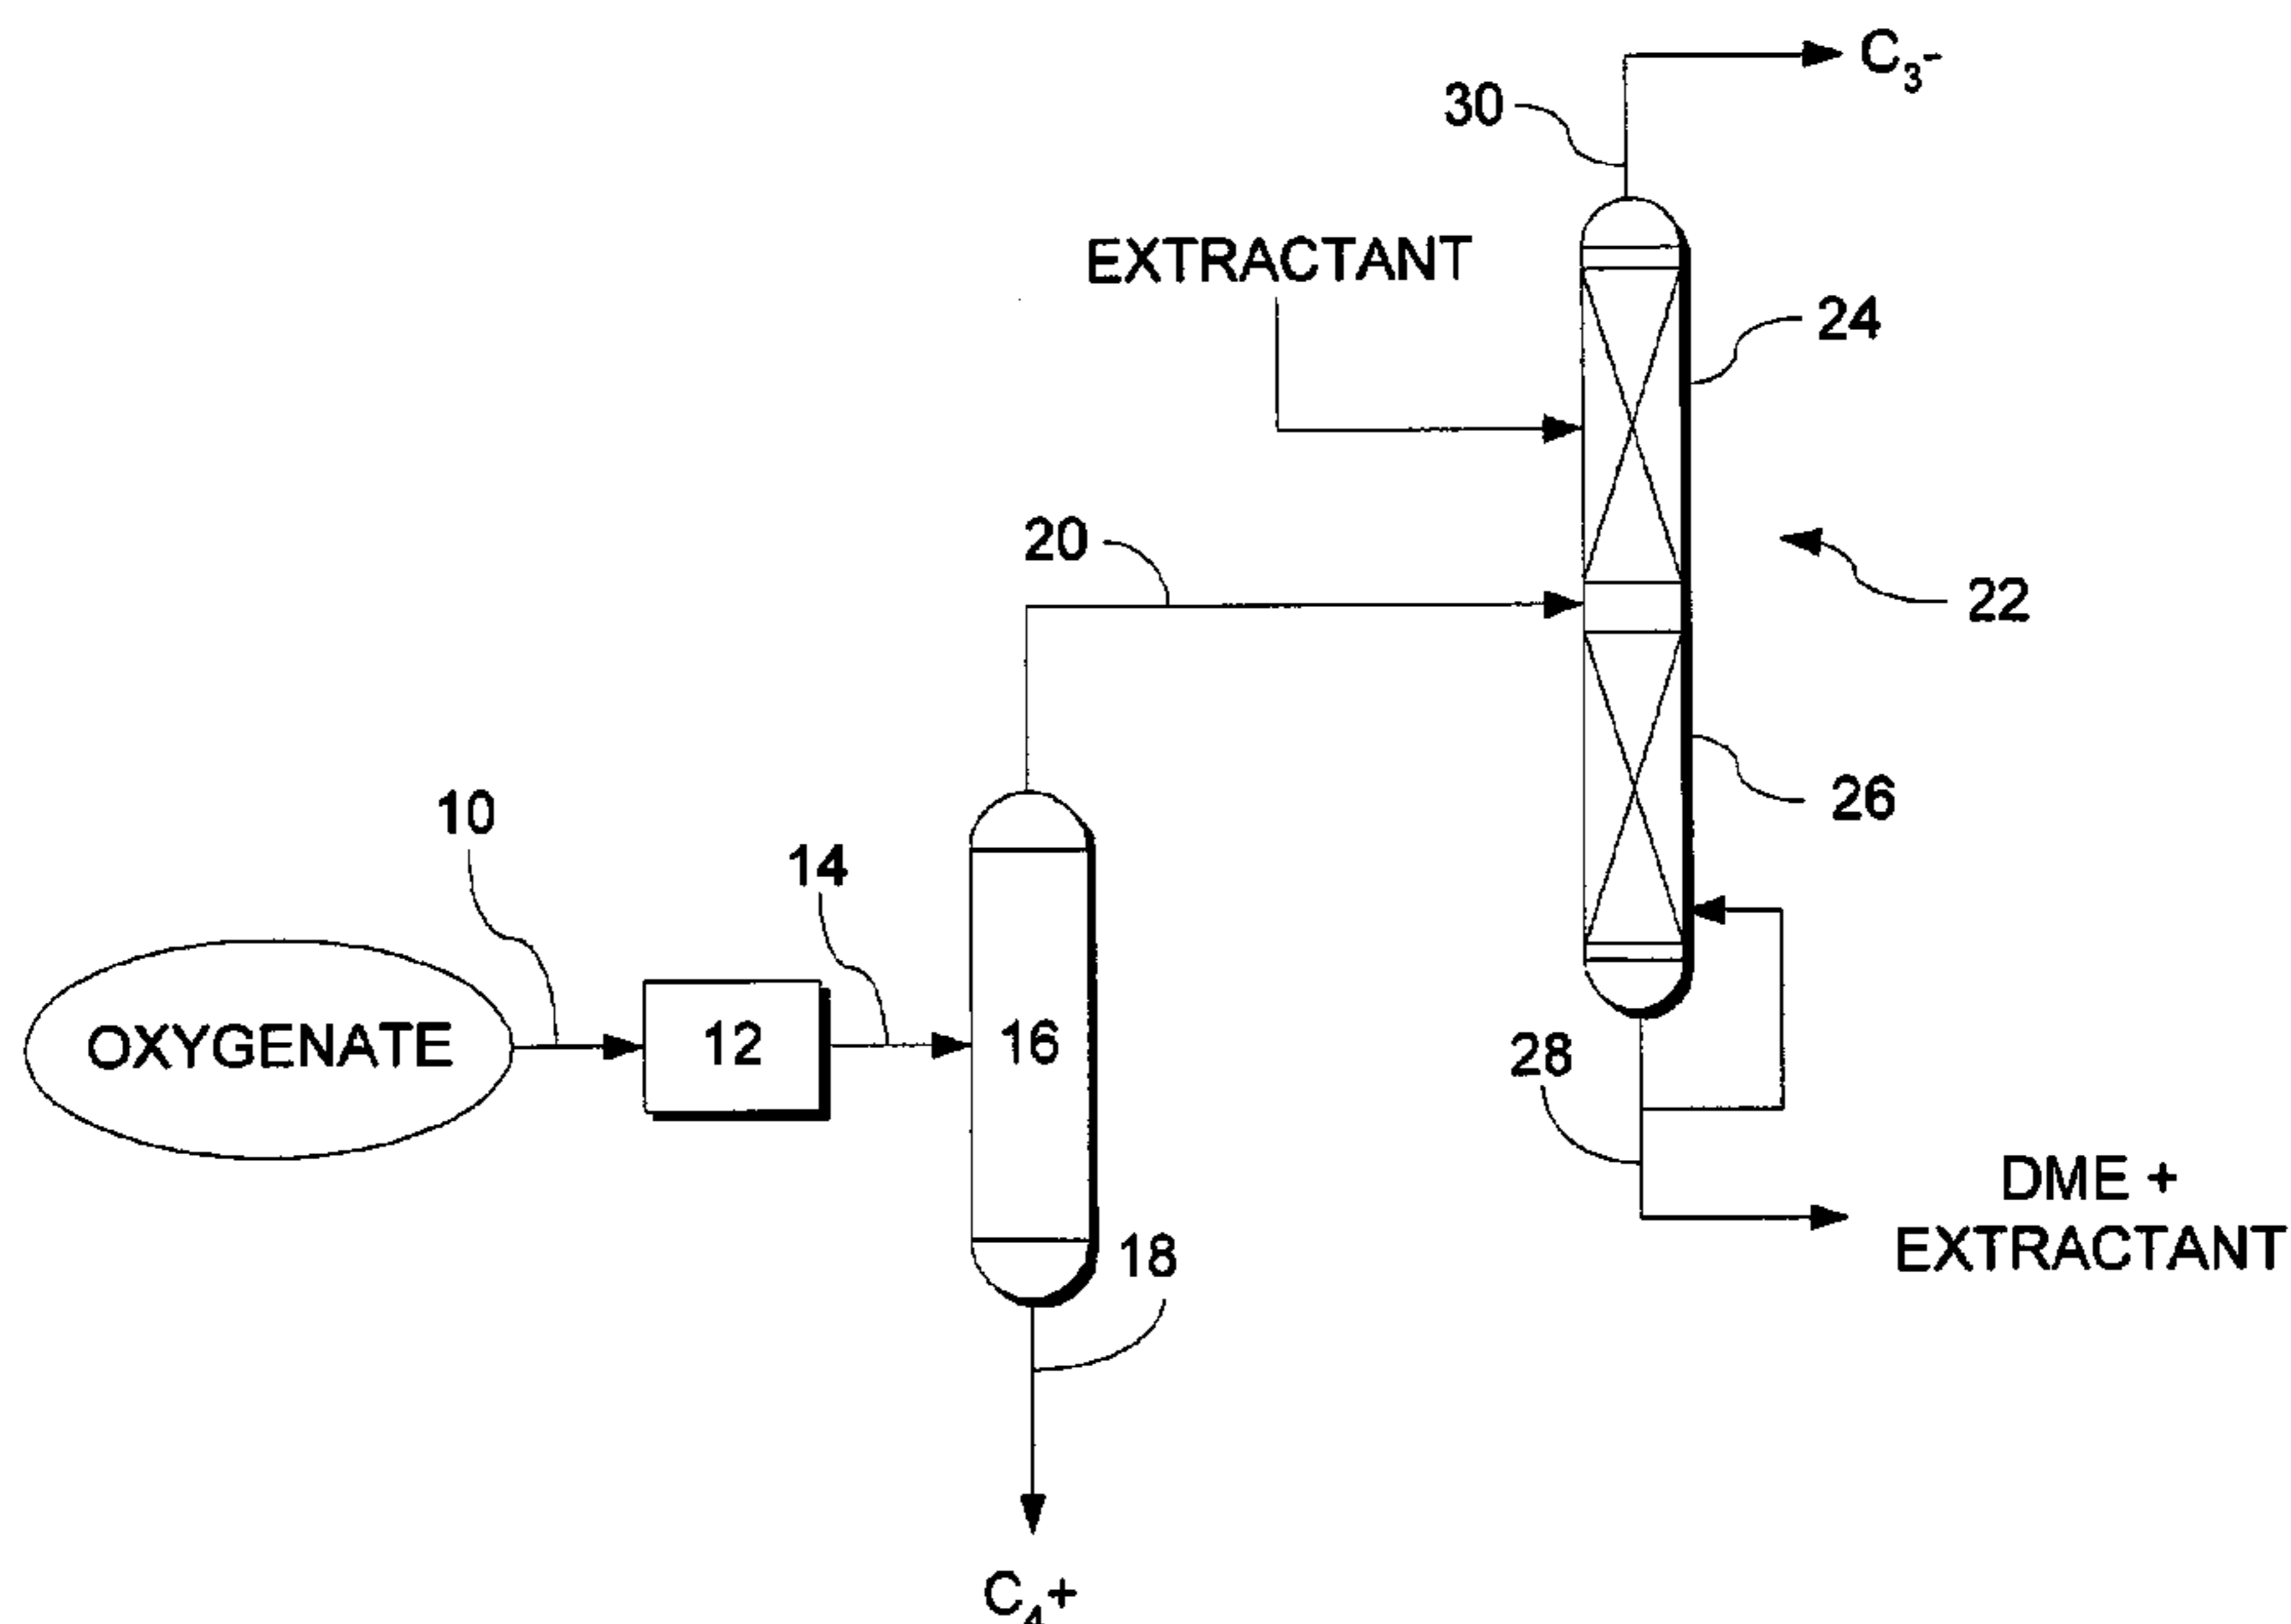 C₃-
30
EXTRACTANT
24
20
22
26
10
14
OXYGENATE
12
16
28
DME +
EXTRACTANT
18
C₄+